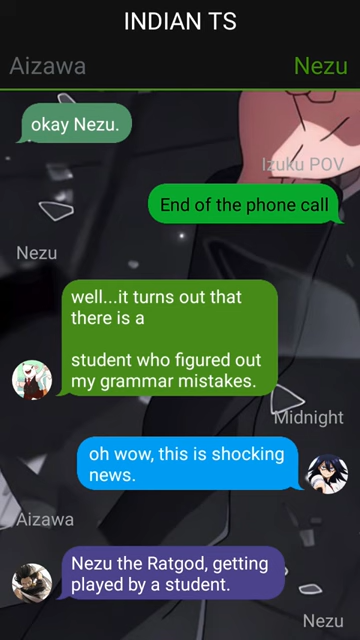 INDIAN TS
Aizawa
Nezu
okay Nezu.
Izuku POV
End of the phone call
Nezu
well...it turns out that
there is a
student who figured out
my grammar mistakes.
Midnight
oh wow, this is shocking
news.
Aizawa
Nezu the Ratgod, getting
played by a student.
Nezu